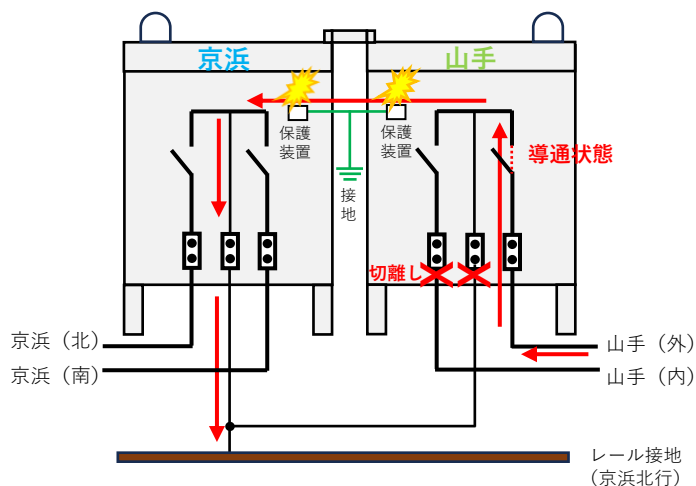 京浜
山手
保護
装置
保護
装置
導通状態
接
地
切離し
京浜（北）
京浜（南）
山手（外）
山手（内）
レール接地
（京浜北行）